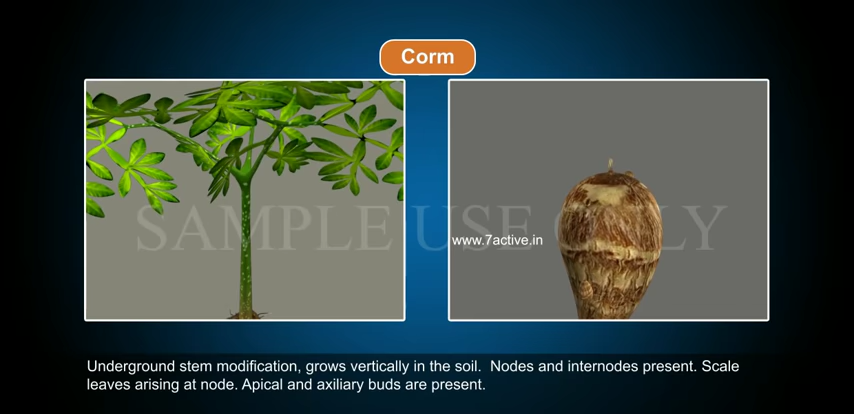 Corm
SAMPLE USE ONLY
www.7active.in
Underground stem modification, grows vertically in the soil. Nodes and internodes present. Scale
leaves arising at node. Apical and axiliary buds are present.